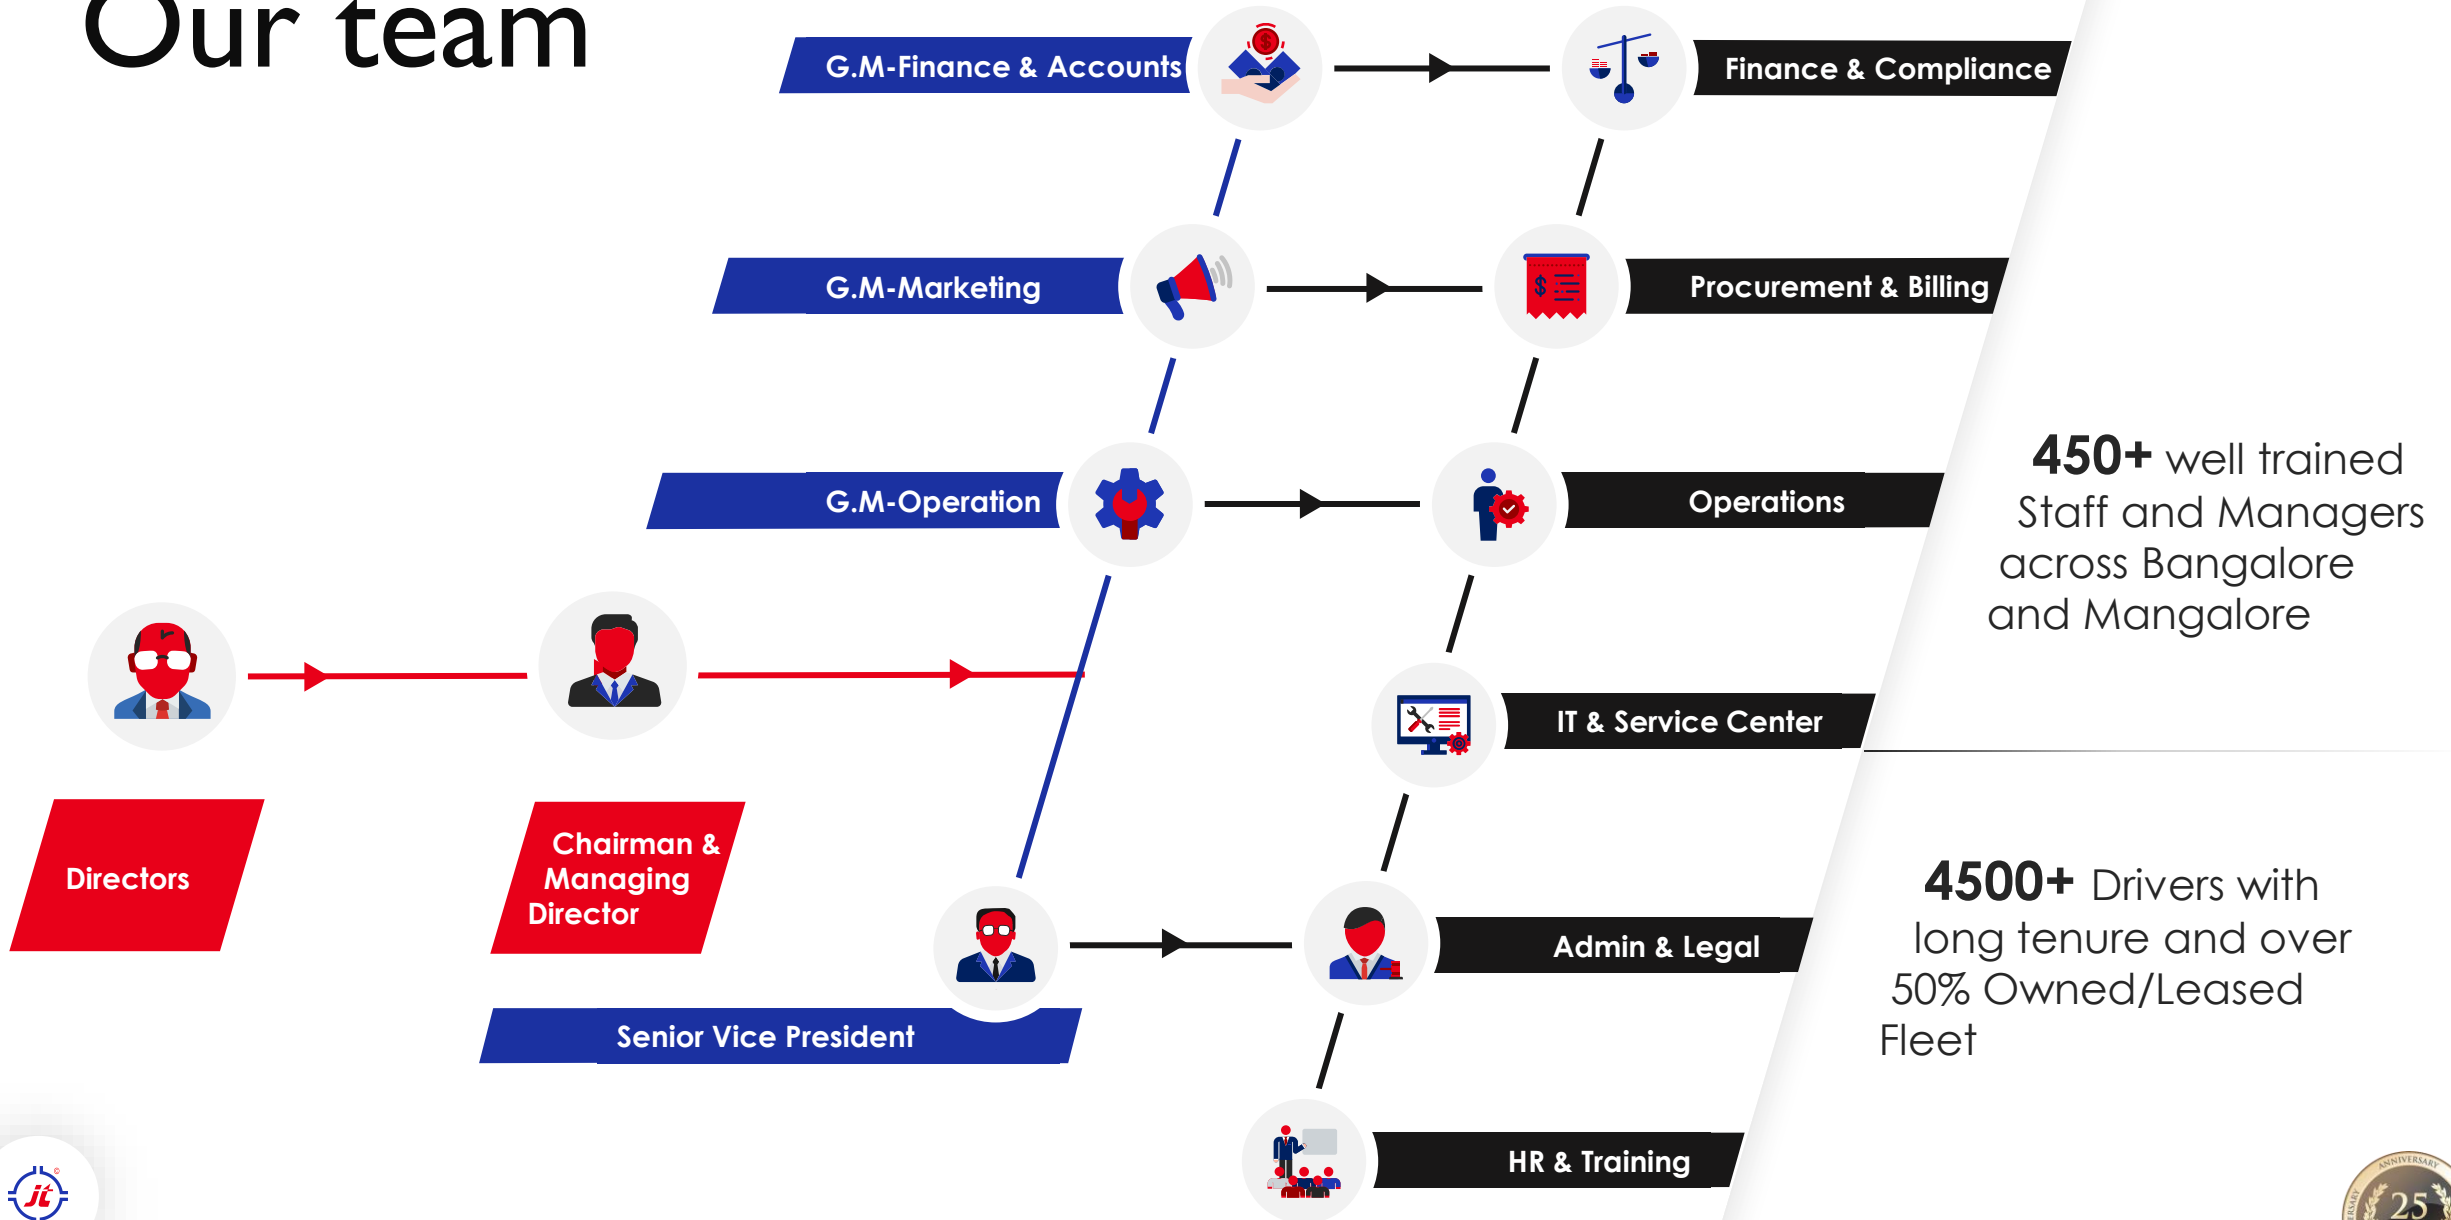 Our team
G.M-Finance & Accounts
Finance & Compliance
G.M-Marketing
Procurement & Billing
G.M-Operation
Operations
IT & Service Center
Directors
Chairman &
Managing
Director
Senior Vice President
Admin & Legal
HR & Training
450+ well trained
Staff and Managers
across Bangalore
and Mangalore
4500+ Drivers with
long tenure and over
50% Owned/Leased
Fleet
jt
©
ANNIVERSARY
25